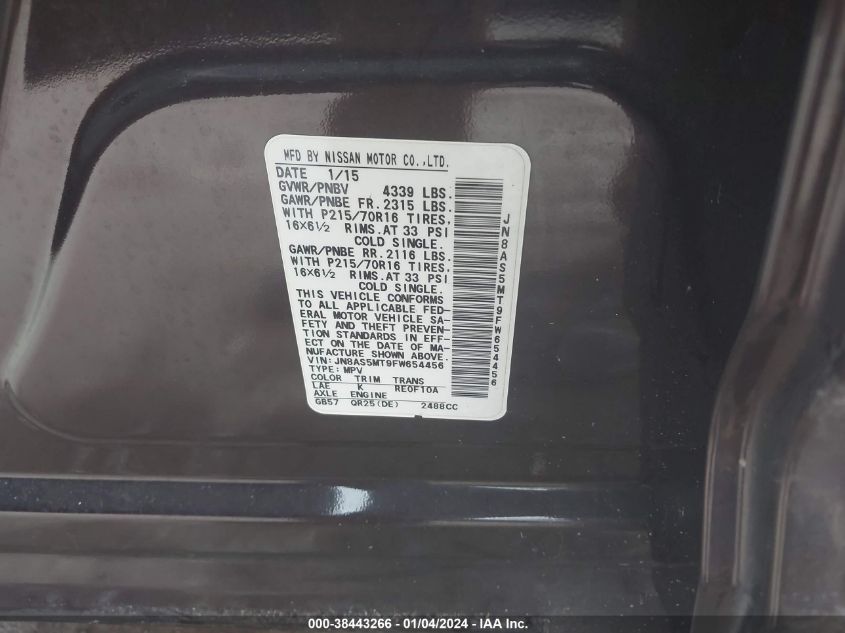 MFD BY NISSAN MOTOR CO.,LTD.
DATE 1/15
GVWR/PNBV 4339 LBS.
GAWR/PNBE FR. 2315 LBS.
WITH P215/70R16 TIRES,
16×6½ RIMS.AT 33 PSI
COLD SINGLE.
GAWR/PNBE RR. 2116 LBS.
WITH P215/70R16 TIRES,
16×6½ RIMS.AT 33 PSI
COLD SINGLE.
THIS VEHICLE CONFORMS
TO ALL APPLICABLE FED-
ERAL MOTOR VEHICLE SA-
FETY AND THEFT PREVEN-
TION STANDARDS IN EFF-
ECT ON THE DATE OF MA-
NUFACTURE SHOWN ABOVE.
VIN: JN8AS5MT9FW654456
TYPE: MPV
COLOR TRIM TRANS
LAE K RE0F10A
AXLE ENGINE
GB57 QR25(DE) 2488CC
JN8AS5MT9FW654456
000-38443266 - 01/04/2024 - IAA Inc.